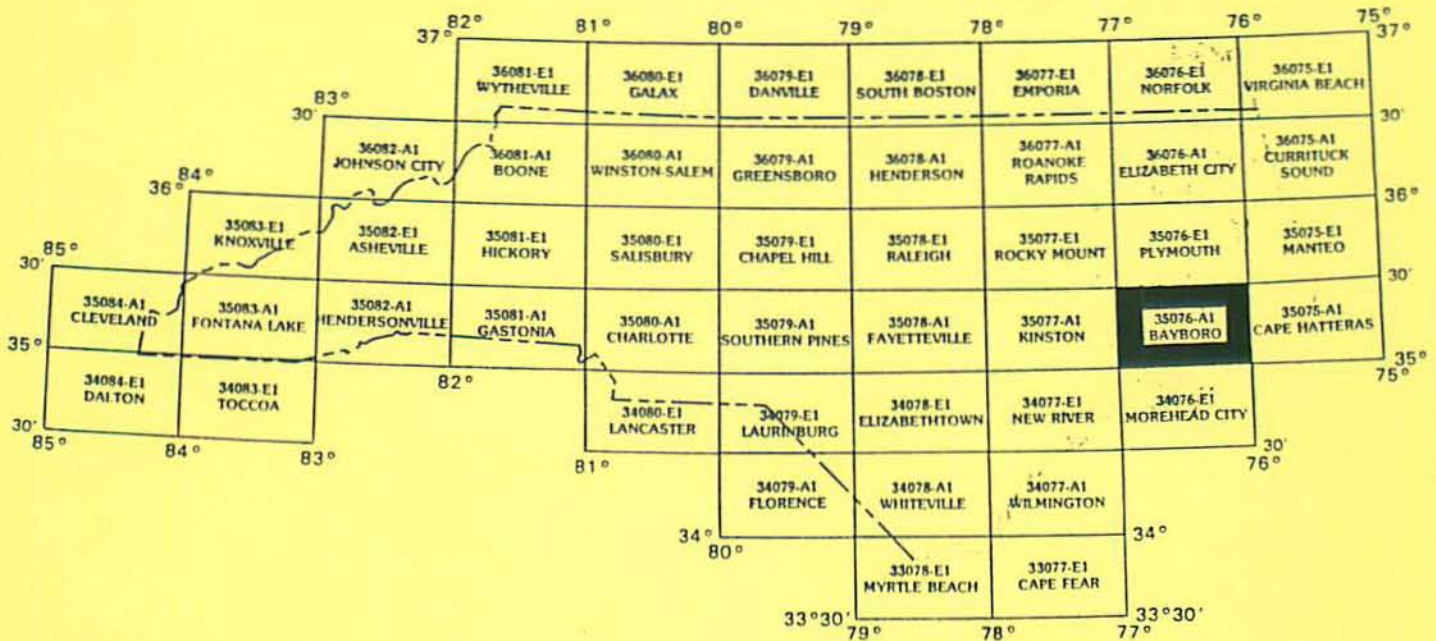 82° 81° 80° 79° 78° 77° 76° 75°
37° 37°
36081-E1 36080-E1 36079-E1 36078-E1 36077-E1 36076-E1 36075-E1
WYTHEVILLE GALAX DANVILLE SOUTH BOSTON EMPORIA NORFOLK VIRGINIA BEACH
83°
30' 30'
36082-A1 36081-A1 36080-A1 36079-A1 36078-A1 36077-A1 36076-A1 36075-A1
JOHNSON CITY BOONE WINSTON-SALEM GREENSBORO HENDERSON ROANOKE ELIZABETH CITY CURRITUCK
RAPIDS SOUND
84°
36° 36°
35083-E1 35082-E1 35081-E1 35080-E1 35079-E1 35078-E1 35077-E1 35076-E1 35075-E1
KNOXVILLE ASHEVILLE HICKORY SALISBURY CHAPEL HILL RALEIGH ROCKY MOUNT PLYMOUTH MANTEO
85°
30' 30'
35084-A1 35083-A1 35082-A1 35081-A1 35080-A1 35079-A1 35078-A1 35077-A1 35076-A1 35075-A1
CLEVELAND FONTANA LAKE HENDERSONVILLE GASTONIA CHARLOTTE SOUTHERN PINES FAYETTEVILLE KINSTON BAYBORO CAPE HATTERAS
35° 35°
82° 75°
34084-E1 34083-E1 34080-E1 34079-E1 34078-E1 34077-E1 34076-E1
DALTON TOCCOA LANCASTER LAURINBURG ELIZABETHTOWN NEW RIVER MOREHEAD CITY
30' 30'
85° 84° 83° 81° 76°
34079-A1 34078-A1 34077-A1
FLORENCE WHITEVILLE WILMINGTON
34° 34°
80°
33078-E1 33077-E1
MYRTLE BEACH CAPE FEAR
33°30' 33°30'
79° 78° 77°